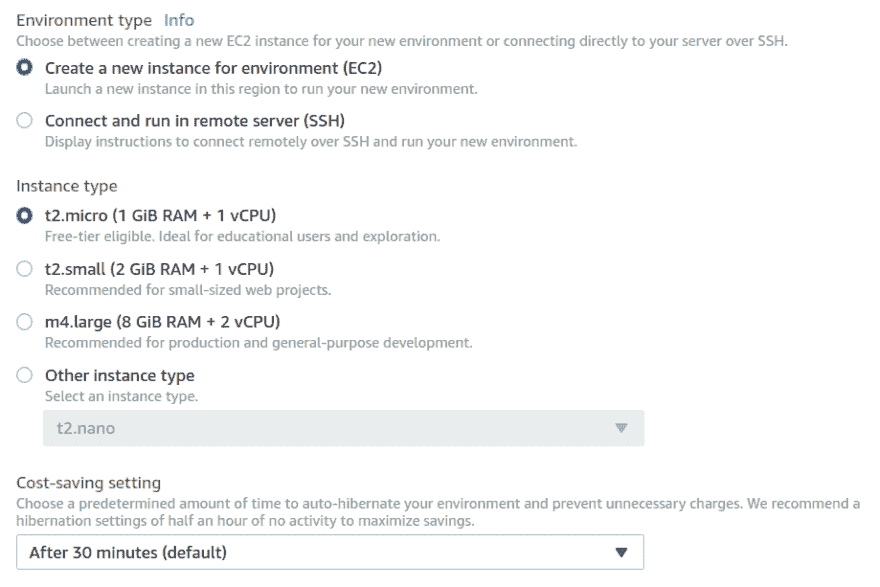 Environment type Info
Choose between creating a new EC2 instance for your new environment or connecting directly to your server over SSH.
Create a new instance for environment (EC2)
Launch a new instance in this region to run your new environment.
Connect and run in remote server (SSH)
Display instructions to connect remotely over SSH and run your new environment.
Instance type
t2.micro (1 GiB RAM + 1 vCPU)
Free-tier eligible. Ideal for educational users and exploration.
t2.small (2 GiB RAM + 1 vCPU)
Recommended for small-sized web projects.
m4.large (8 GiB RAM + 2 vCPU)
Recommended for production and general-purpose development.
Other instance type
Select an instance type.
t2.nano
Cost-saving setting
Choose a predetermined amount of time to auto-hibernate your environment and prevent unnecessary charges. We recommend a
hibernation settings of half an hour of no activity to maximize savings.
After 30 minutes (default)